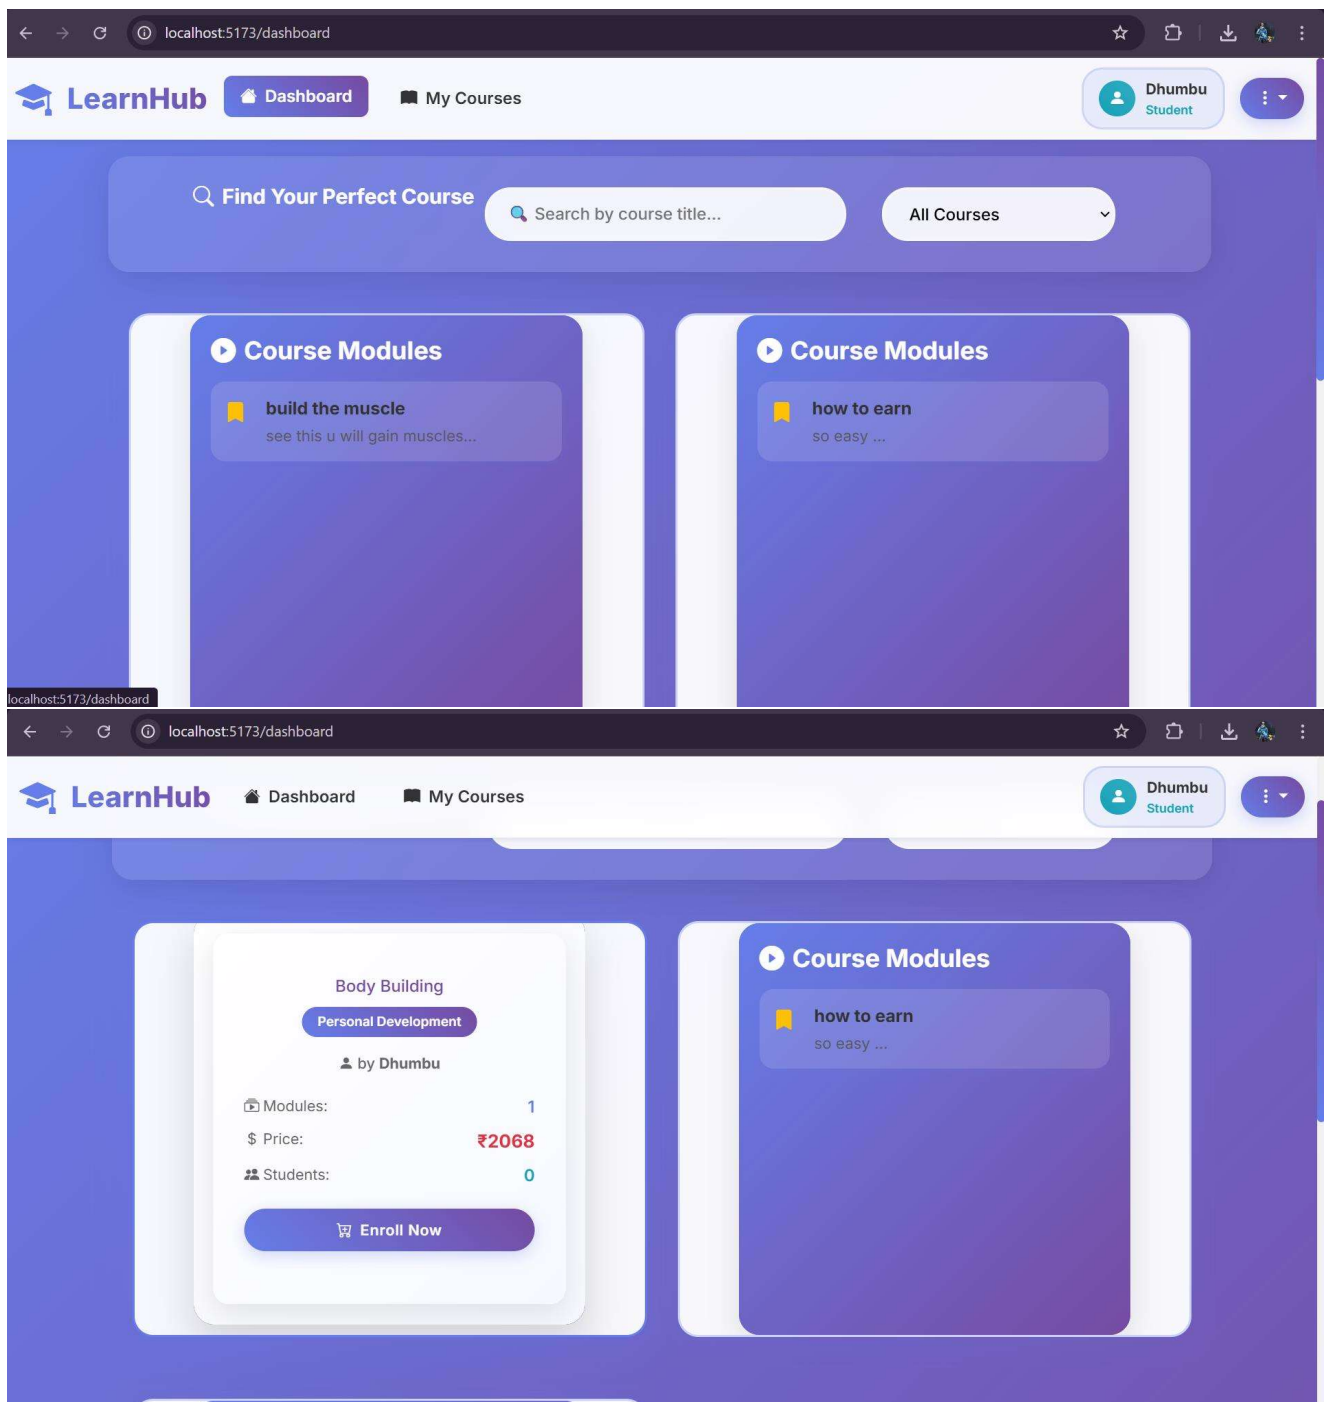 localhost:5173/dashboard
LearnHub
Dashboard
My Courses
Dhumbu
Student
Find Your Perfect Course
Search by course title...
All Courses
Course Modules
build the muscle
see this u will gain muscles...
Course Modules
how to earn
so easy ...
localhost:5173/dashboard
localhost:5173/dashboard
LearnHub
Dashboard
My Courses
Dhumbu
Student
Body Building
Personal Development
by Dhumbu
Modules: 1
$ Price: ₹2068
Students: 0
Enroll Now
Course Modules
how to earn
so easy ...